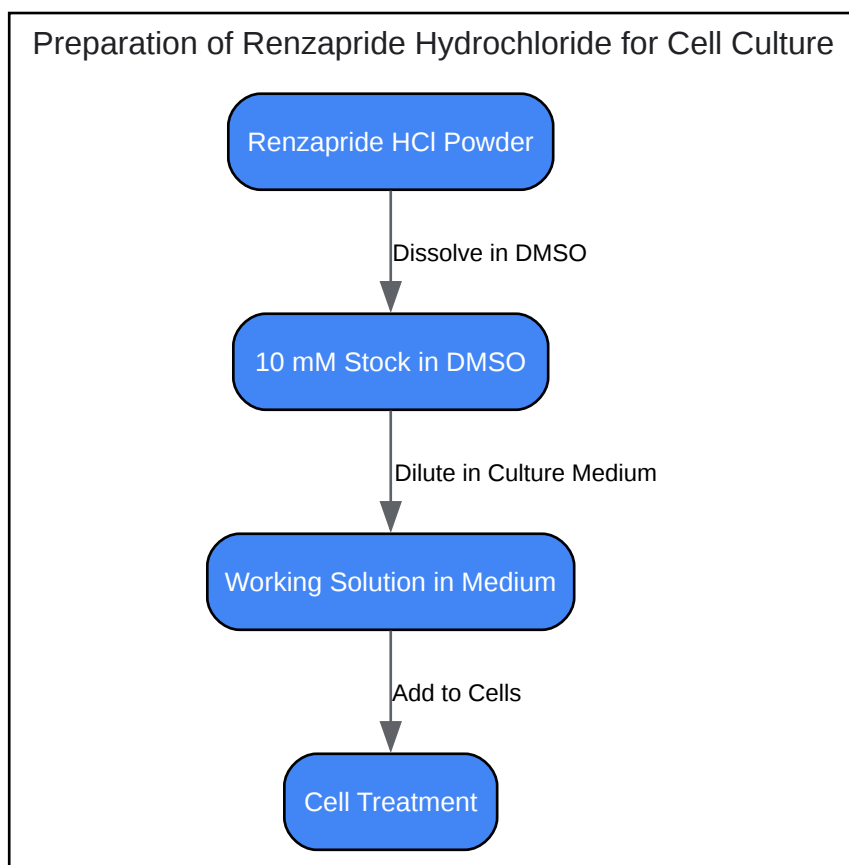 Preparation of Renzapride Hydrochloride for Cell Culture
Renzapride HCl Powder
Dissolve in DMSO
10 mM Stock in DMSO
Dilute in Culture Medium
Working Solution in Medium
Add to Cells
Cell Treatment